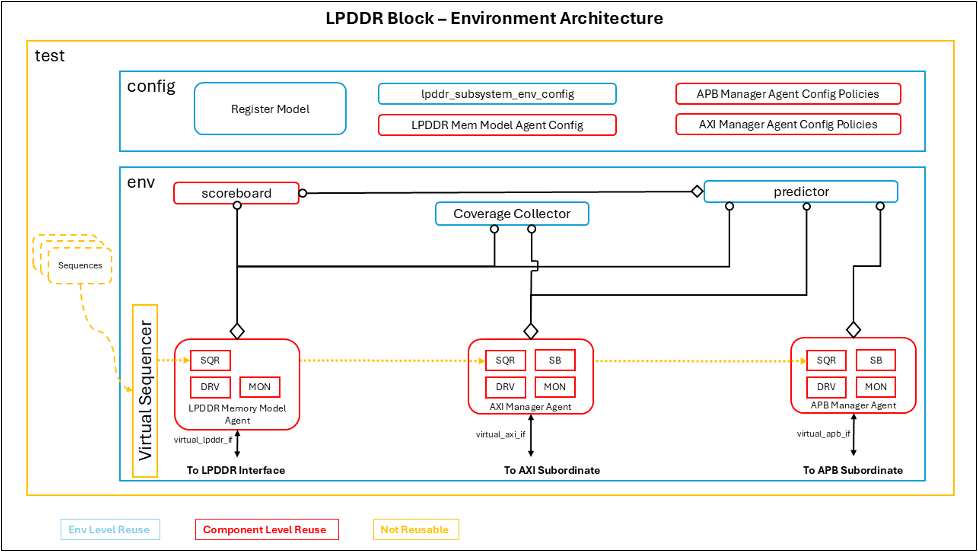 LPDDR Block – Environment Architecture
test
config
Register Model
lpddr_subsystem_env_config
APB Manager Agent Config Policies
LPDDR Mem Model Agent Config
AXI Manager Agent Config Policies
env
scoreboard
predictor
Coverage Collector
Sequences
Virtual Sequencer
SQR
DRV
MON
LPDDR Memory Model
Agent
SQR
SB
DRV
MON
AXI Manager Agent
SQR
SB
DRV
MON
APB Manager Agent
virtual_lpddr_if
virtual_axi_if
virtual_apb_if
To LPDDR Interface
To AXI Subordinate
To APB Subordinate
Env Level Reuse
Component Level Reuse
Not Reusable